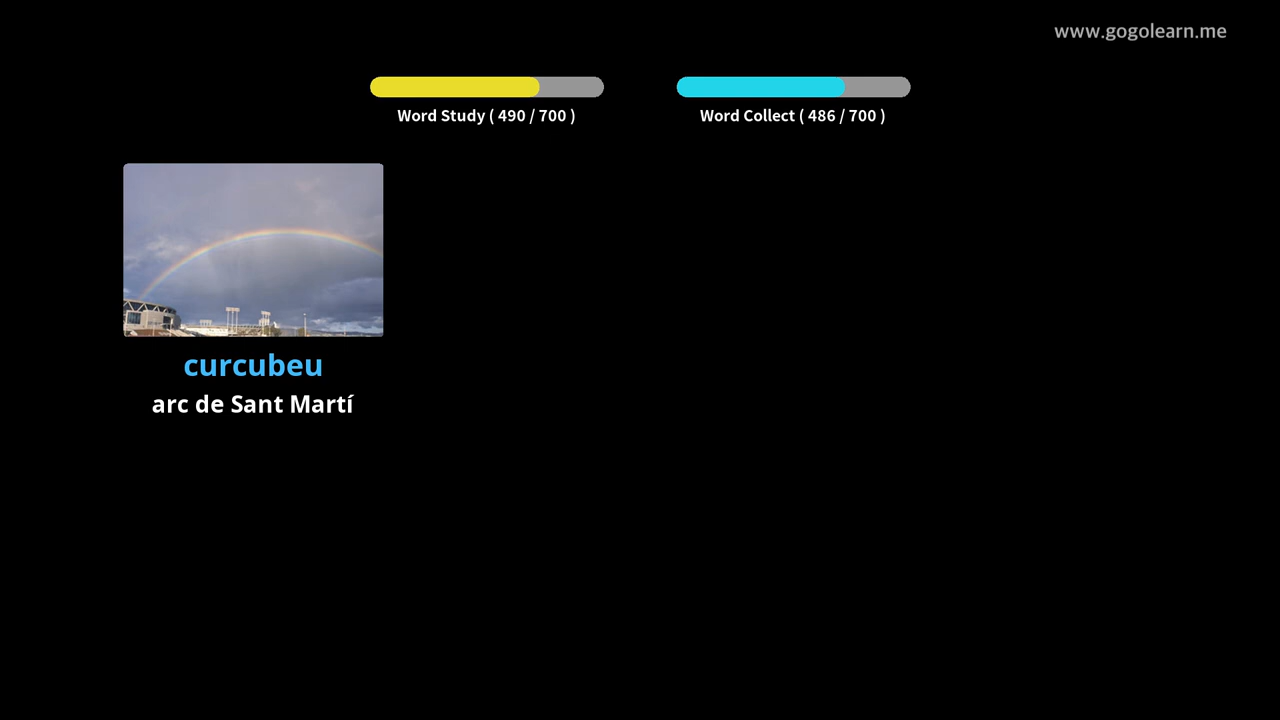 www.gogolearn.me
Word Study ( 490 / 700 )
Word Collect ( 486 / 700 )
curcubeu
arc de Sant Martí